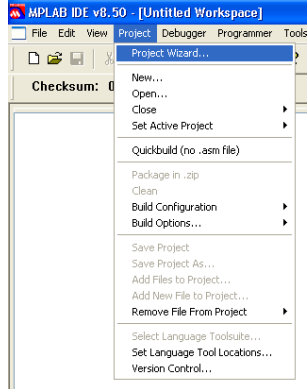 MPLAB IDE v8.50 - [Untitled Workspace]
File Edit View Project Debugger Programmer Tools
Checksum:
Project Wizard...
New...
Open...
Close
Set Active Project
Quickbuild (no .asm file)
Package in .zip
Clean
Build Configuration
Build Options...
Save Project
Save Project As...
Add Files to Project...
Add New File to Project...
Remove File From Project
Select Language Toolsuite...
Set Language Tool Locations...
Version Control...